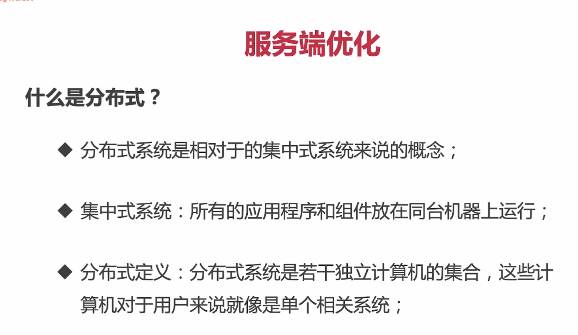 服务端优化
什么是分布式？
◆ 分布式系统是相对于的集中式系统来说的概念；
◆ 集中式系统：所有的应用程序和组件放在同台机器上运行；
◆ 分布式定义：分布式系统是若干独立计算机的集合，这些计
算机对于用户来说就像是单个相关系统；